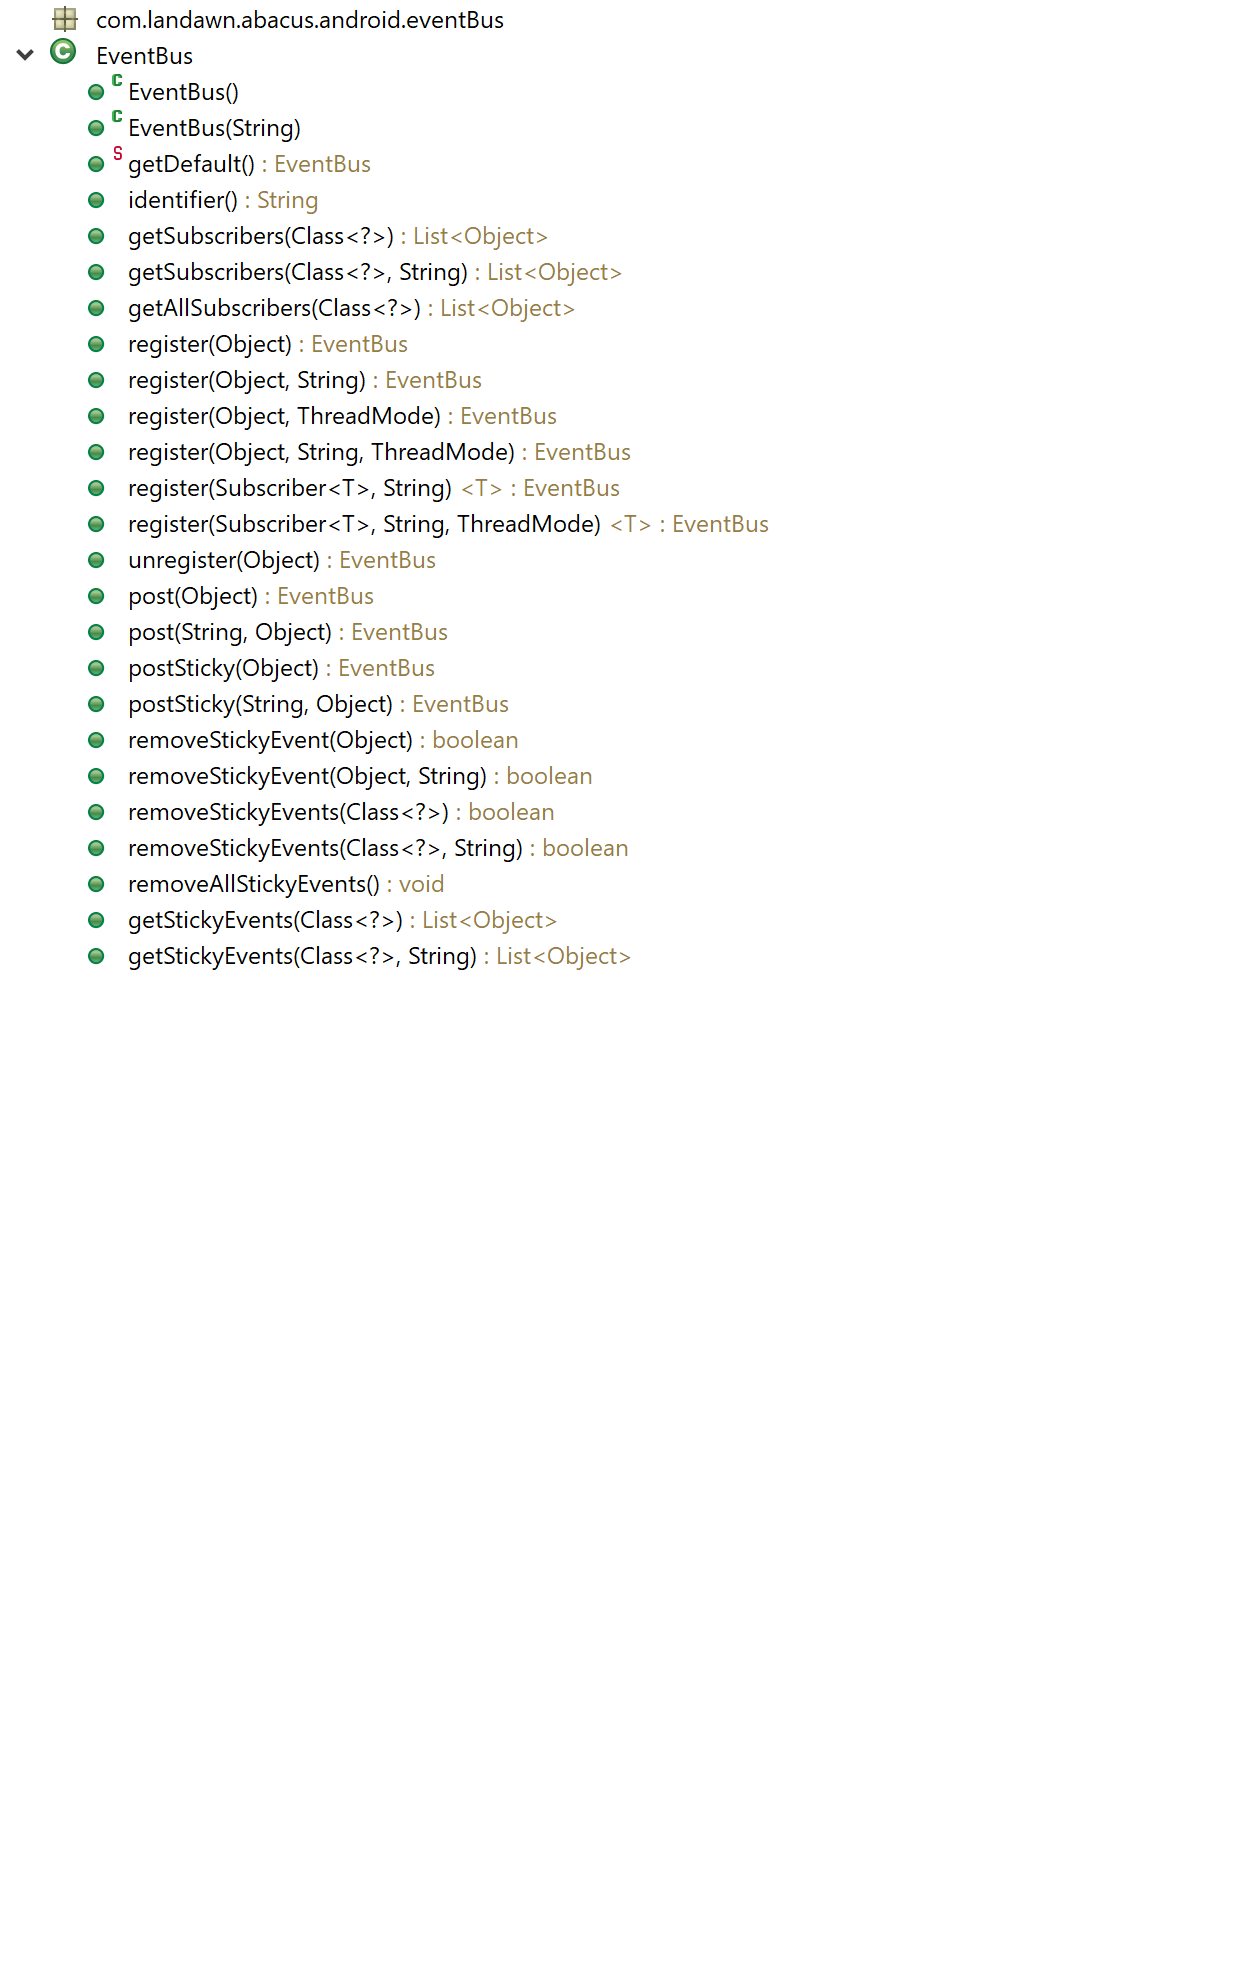 com.landawn.abacus.android.eventBus
EventBus
C EventBus()
C EventBus(String)
S getDefault() : EventBus
identifier() : String
getSubscribers(Class<?>) : List<Object>
getSubscribers(Class<?>, String) : List<Object>
getAllSubscribers(Class<?>) : List<Object>
register(Object) : EventBus
register(Object, String) : EventBus
register(Object, ThreadMode) : EventBus
register(Object, String, ThreadMode) : EventBus
register(Subscriber<T>, String) <T> : EventBus
register(Subscriber<T>, String, ThreadMode) <T> : EventBus
unregister(Object) : EventBus
post(Object) : EventBus
post(String, Object) : EventBus
postSticky(Object) : EventBus
postSticky(String, Object) : EventBus
removeStickyEvent(Object) : boolean
removeStickyEvent(Object, String) : boolean
removeStickyEvents(Class<?>) : boolean
removeStickyEvents(Class<?>, String) : boolean
removeAllStickyEvents() : void
getStickyEvents(Class<?>) : List<Object>
getStickyEvents(Class<?>, String) : List<Object>